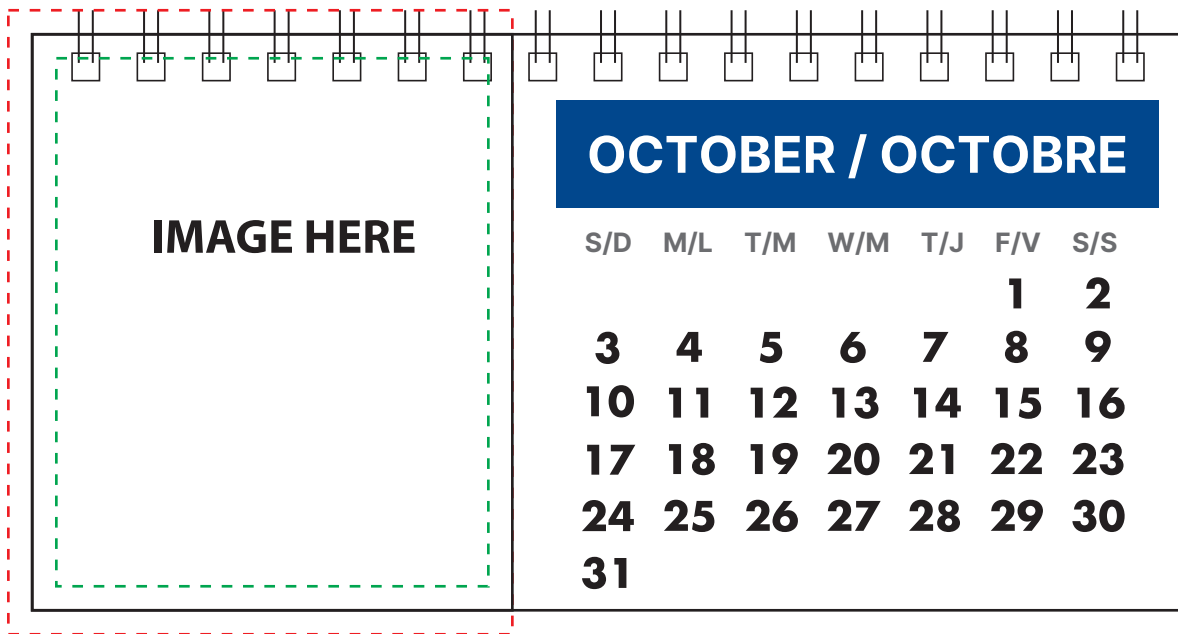 IMAGE HERE
OCTOBER / OCTOBRE
S/D M/L T/M W/M T/J F/V S/S
1 2
3 4 5 6 7 8 9
10 11 12 13 14 15 16
17 18 19 20 21 22 23
24 25 26 27 28 29 30
31